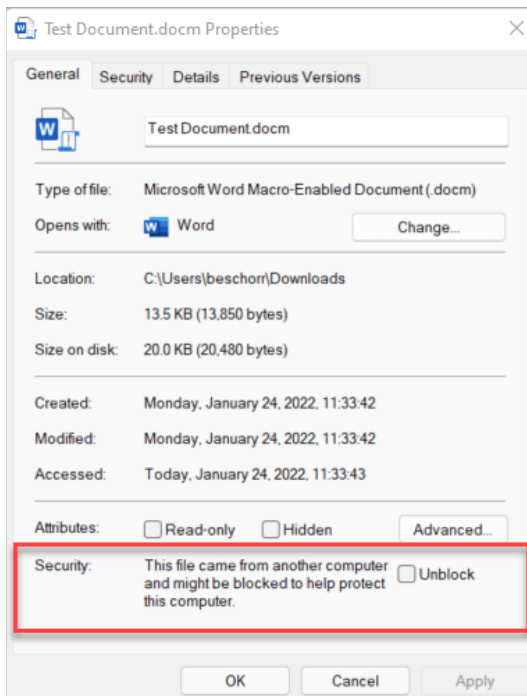 Test Document.docm Properties
General Security Details Previous Versions
Test Document.docm
Type of file: Microsoft Word Macro-Enabled Document (.docm)
Opens with: Word Change...
Location: C:\Users\beschorr\Downloads
Size: 13.5 KB (13,850 bytes)
Size on disk: 20.0 KB (20,480 bytes)
Created: Monday, January 24, 2022, 11:33:42
Modified: Monday, January 24, 2022, 11:33:42
Accessed: Today, January 24, 2022, 11:33:43
Attributes: Read-only Hidden Advanced...
Security: This file came from another computer
and might be blocked to help protect Unblock
this computer.
OK Cancel Apply